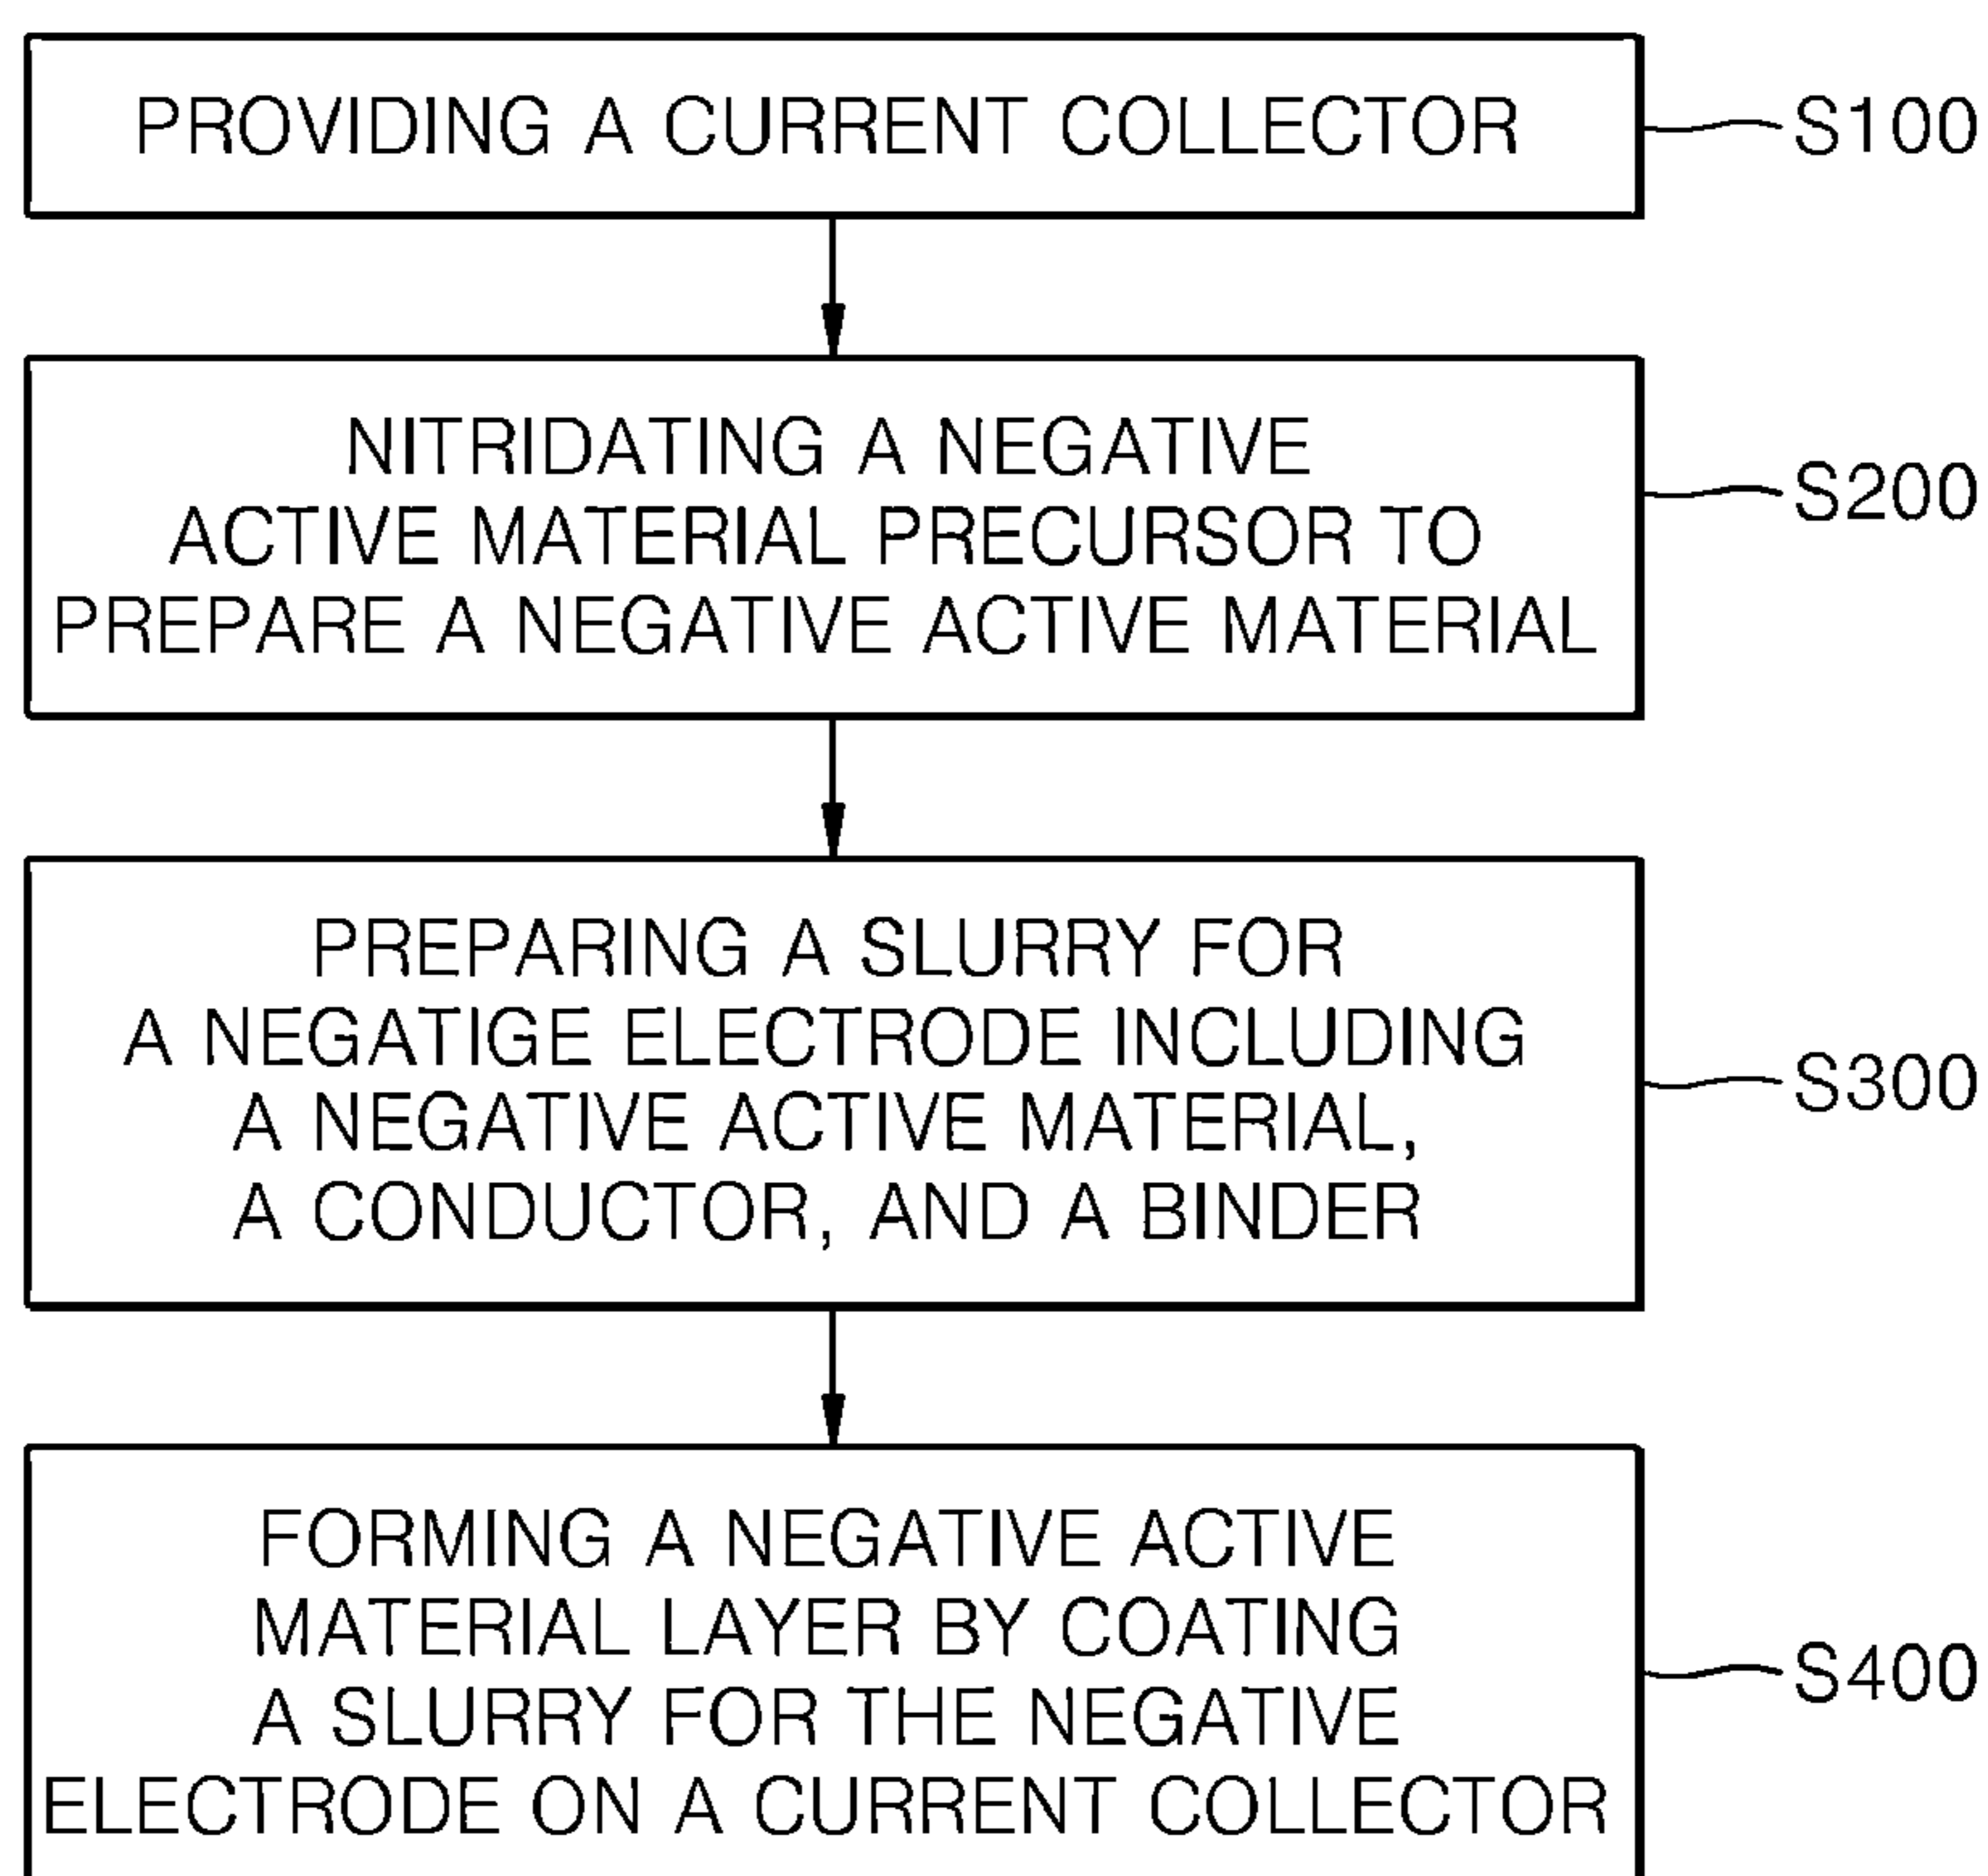 PROVIDING A CURRENT COLLECTOR
S100
NITRIDATING A NEGATIVE
ACTIVE MATERIAL PRECURSOR TO
PREPARE A NEGATIVE ACTIVE MATERIAL
S200
PREPARING A SLURRY FOR
A NEGATIGE ELECTRODE INCLUDING
A NEGATIVE ACTIVE MATERIAL,
A CONDUCTOR, AND A BINDER
S300
FORMING A NEGATIVE ACTIVE
MATERIAL LAYER BY COATING
A SLURRY FOR THE NEGATIVE
ELECTRODE ON A CURRENT COLLECTOR
S400